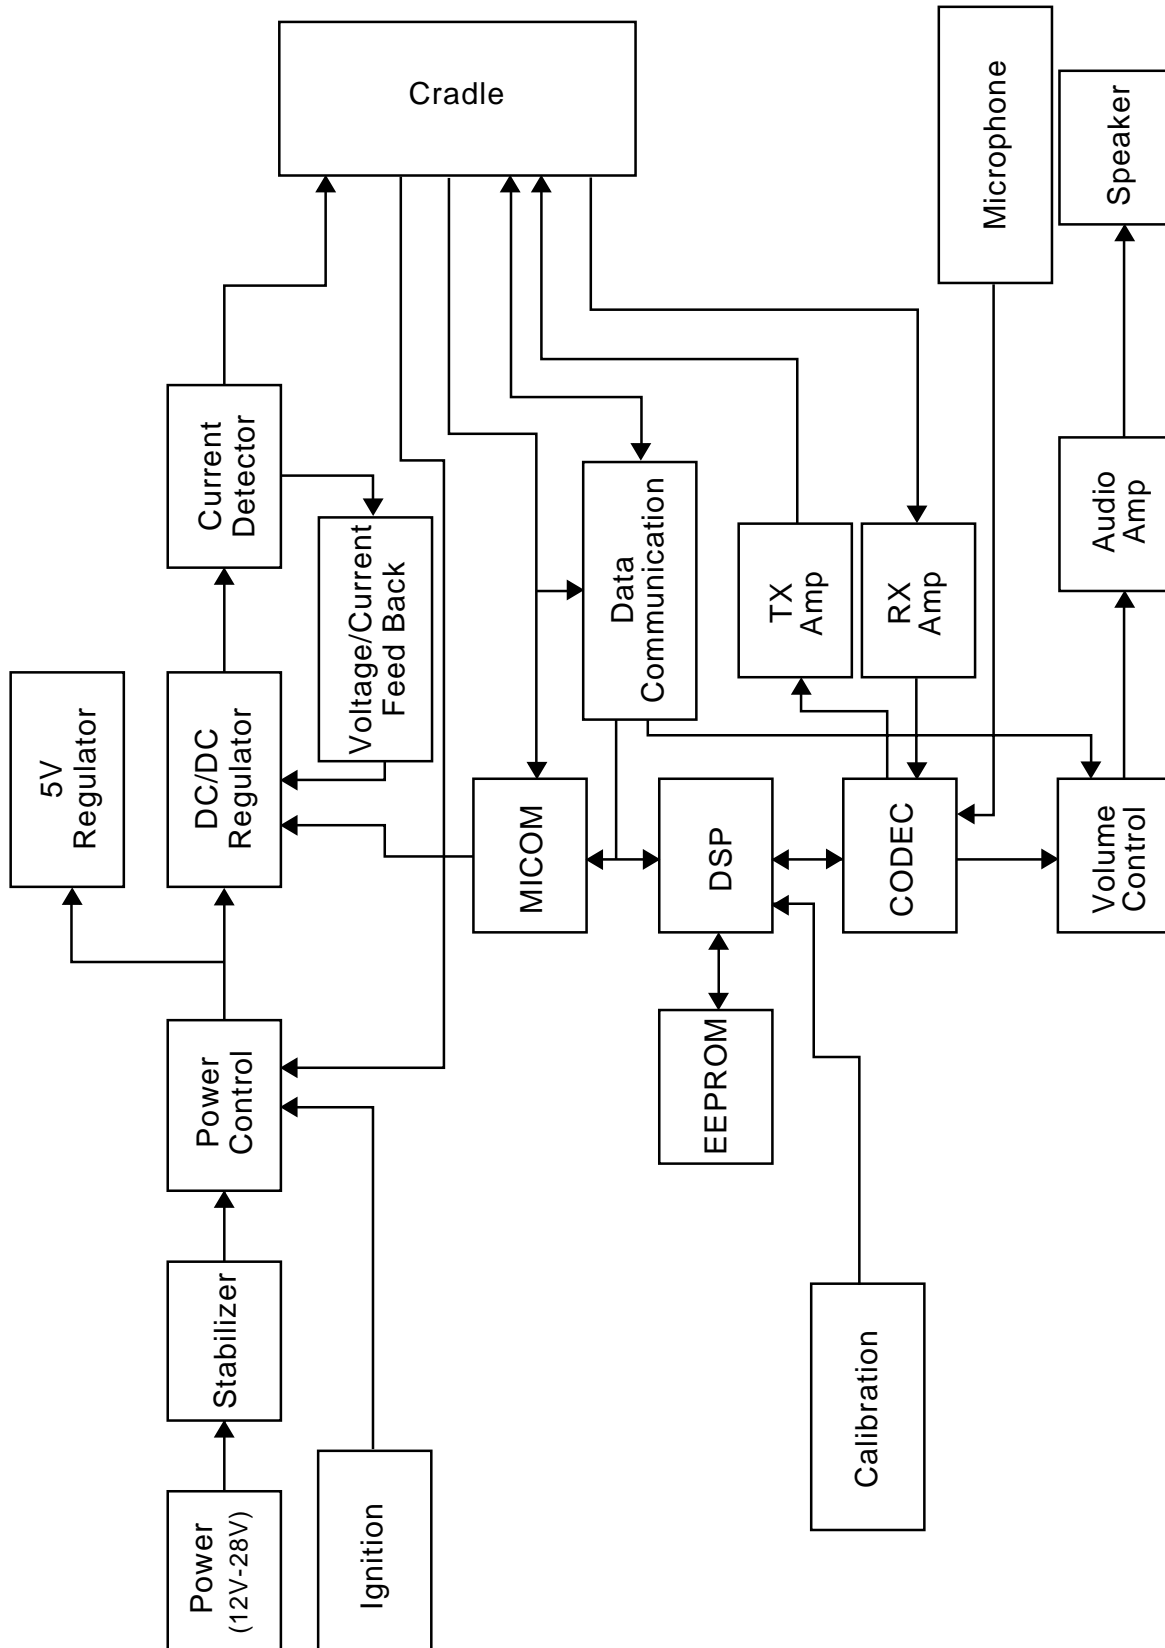 Cradle
Microphone
Speaker
Current
Detector
Voltage/Current
Feed Back
Data
Communication
TX
Amp
RX
Amp
Audio
Amp
5V
Regulator
DC/DC
Regulator
MICOM
DSP
CODEC
Volume
Control
Power
Control
EEPROM
Stabilizer
Calibration
Power
(12V-28V)
Ignition